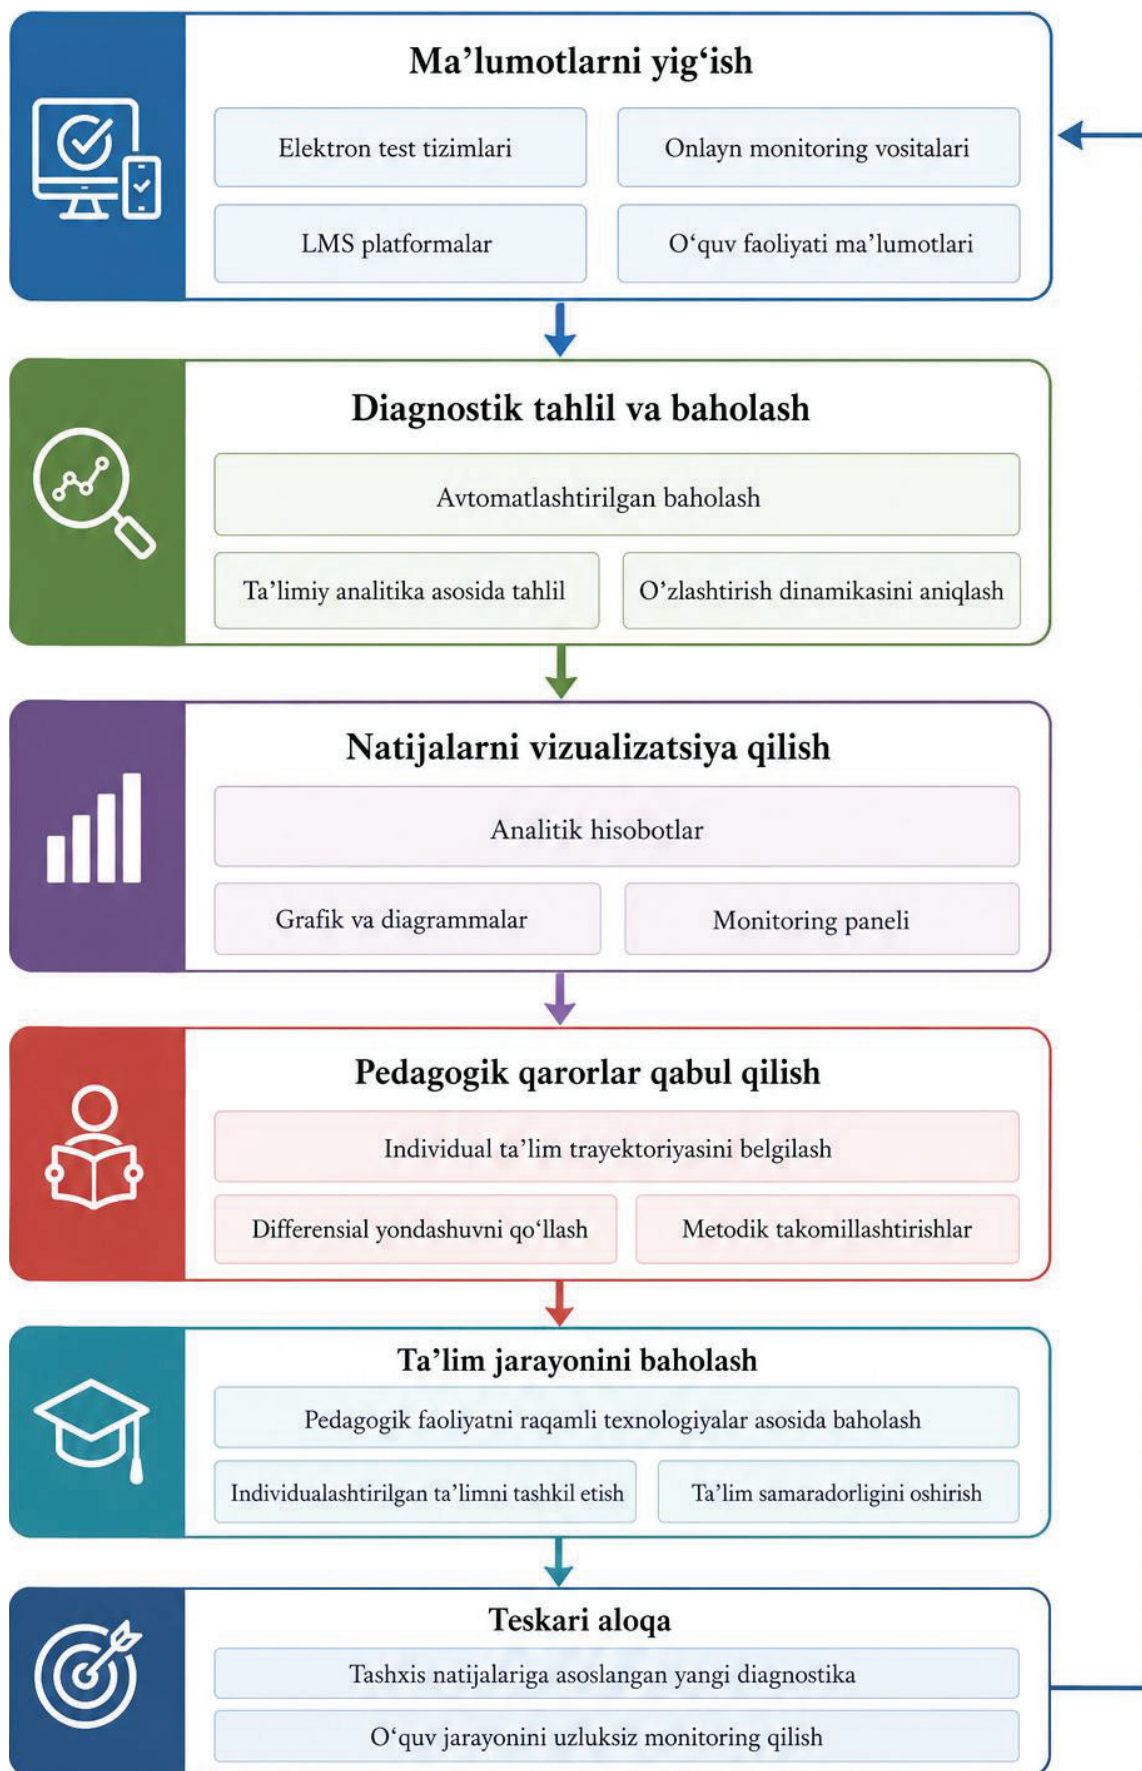 Ma’lumotlarni yig‘ish
Elektron test tizimlari
Onlayn monitoring vositalari
LMS platformalar
O‘quv faoliyati ma’lumotlari
Diagnostik tahlil va baholash
Avtomatlashtirilgan baholash
Ta’limiy analitika asosida tahlil
O’zlashtirish dinamikasini aniqlash
Natijalarni vizualizatsiya qilish
Analitik hisobotlar
Grafik va diagrammalar
Monitoring paneli
Pedagogik qarorlar qabul qilish
Individual ta’lim trayektoriyasini belgilash
Differensial yondashuvni qo‘llash
Metodik takomillashtirishlar
Ta’lim jarayonini baholash
Pedagogik faoliyatni raqamli texnologiyalar asosida baholash
Individualashtirilgan ta’limni tashkil etish
Ta’lim samaradorligini oshirish
Teskari aloqa
Tashxis natijalariga asoslangan yangi diagnostika
O‘quv jarayonini uzluksiz monitoring qilish